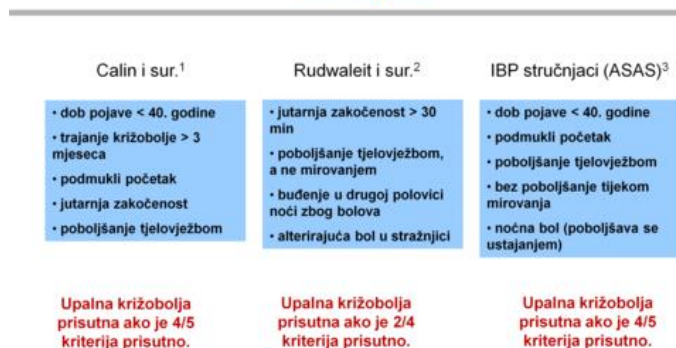 Calin i sur.¹
• dob pojave < 40. godine
• trajanje križobolje > 3
mjeseca
• podmukli početak
• jutarnja zakočenost
• poboljšanje tjelovježbom
Upalna križobolja
prisutna ako je 4/5
kriterija prisutno.
Rudwaleit i sur.²
• jutarnja zakočenost > 30
min
• poboljšanje tjelovježbom,
a ne mirovanjem
• buđenje u drugoj polovici
noći zbog bolova
• alterirajuća bol u stražnjici
Upalna križobolja
prisutna ako je 2/4
kriterija prisutno.
IBP stručnjaci (ASAS)³
• dob pojave < 40. godine
• podmukli početak
• poboljšanje tjelovježbom
• bez poboljšanje tijekom
mirovanja
• noćna bol (poboljšava se
ustajanjem)
Upalna križobolja
prisutna ako je 4/5
kriterija prisutno.